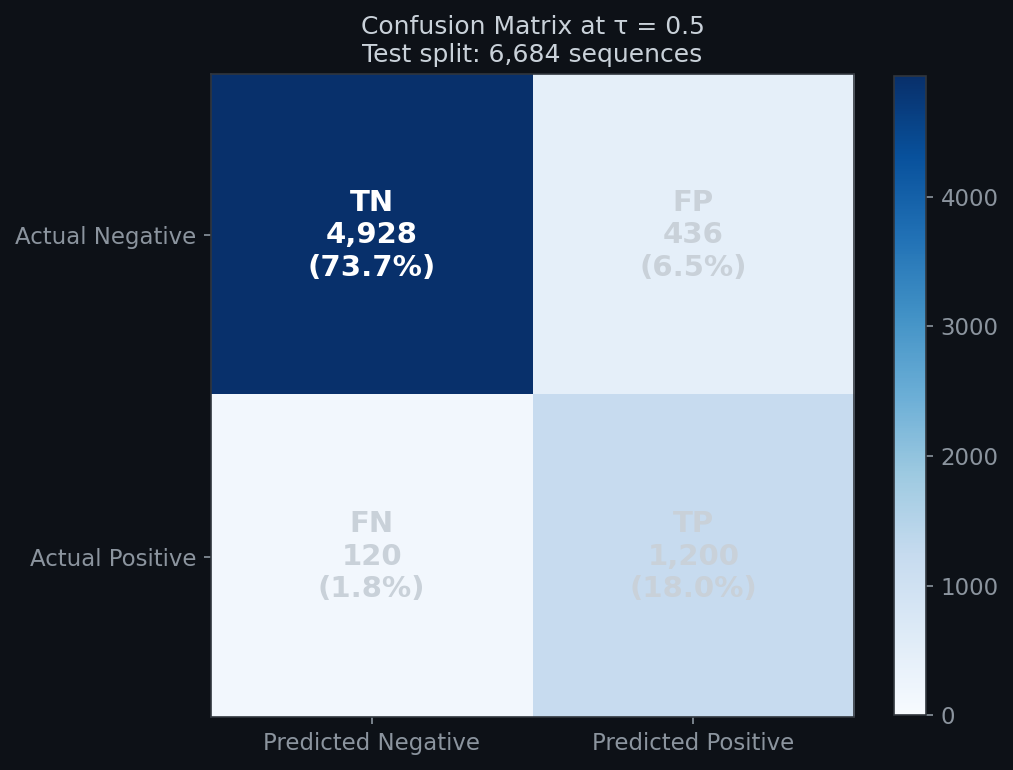 Confusion Matrix at τ = 0.5
Test split: 6,684 sequences
Actual Negative
TN
4,928
(73.7%)
FP
436
(6.5%)
Actual Positive
FN
120
(1.8%)
TP
1,200
(18.0%)
Predicted Negative
Predicted Positive
4000
3000
2000
1000
0